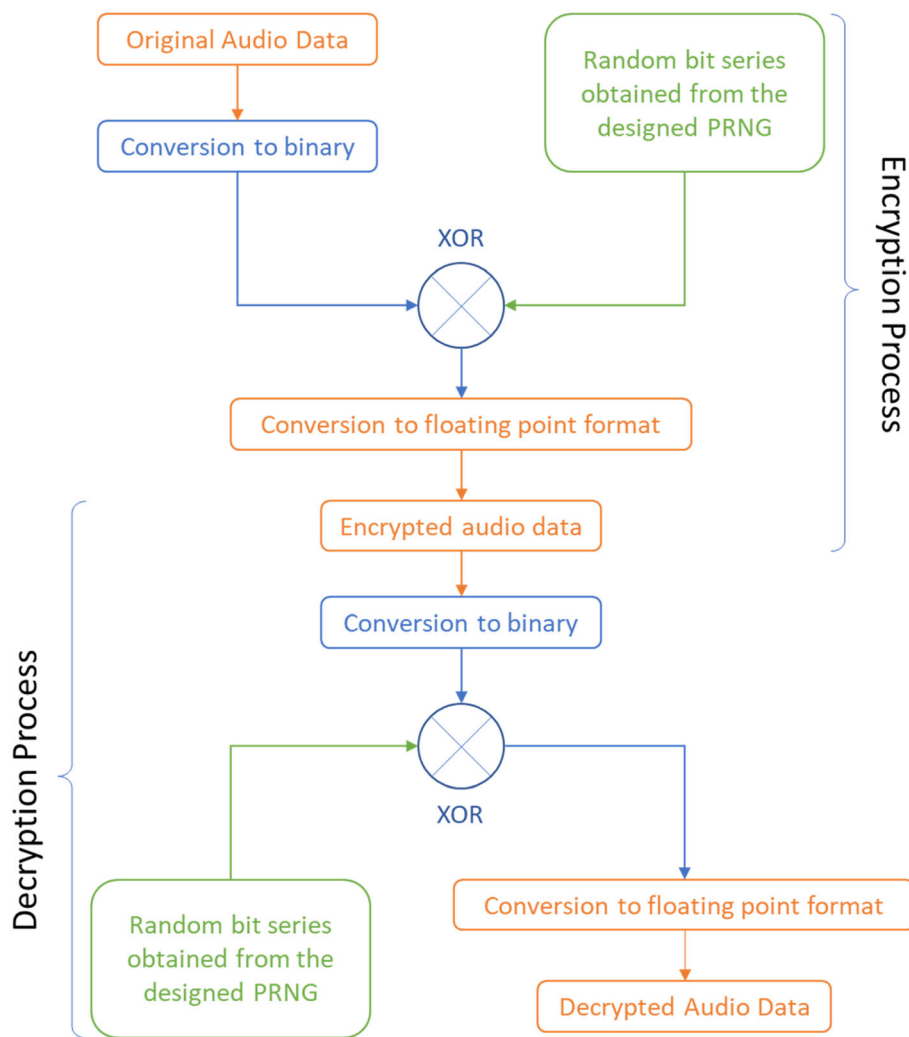 Original Audio Data
Random bit series
obtained from the
designed PRNG
Conversion to binary
Encryption Process
XOR
Conversion to floating point format
Encrypted audio data
Conversion to binary
Decryption Process
XOR
Random bit series
obtained from the
designed PRNG
Conversion to floating point format
Decrypted Audio Data